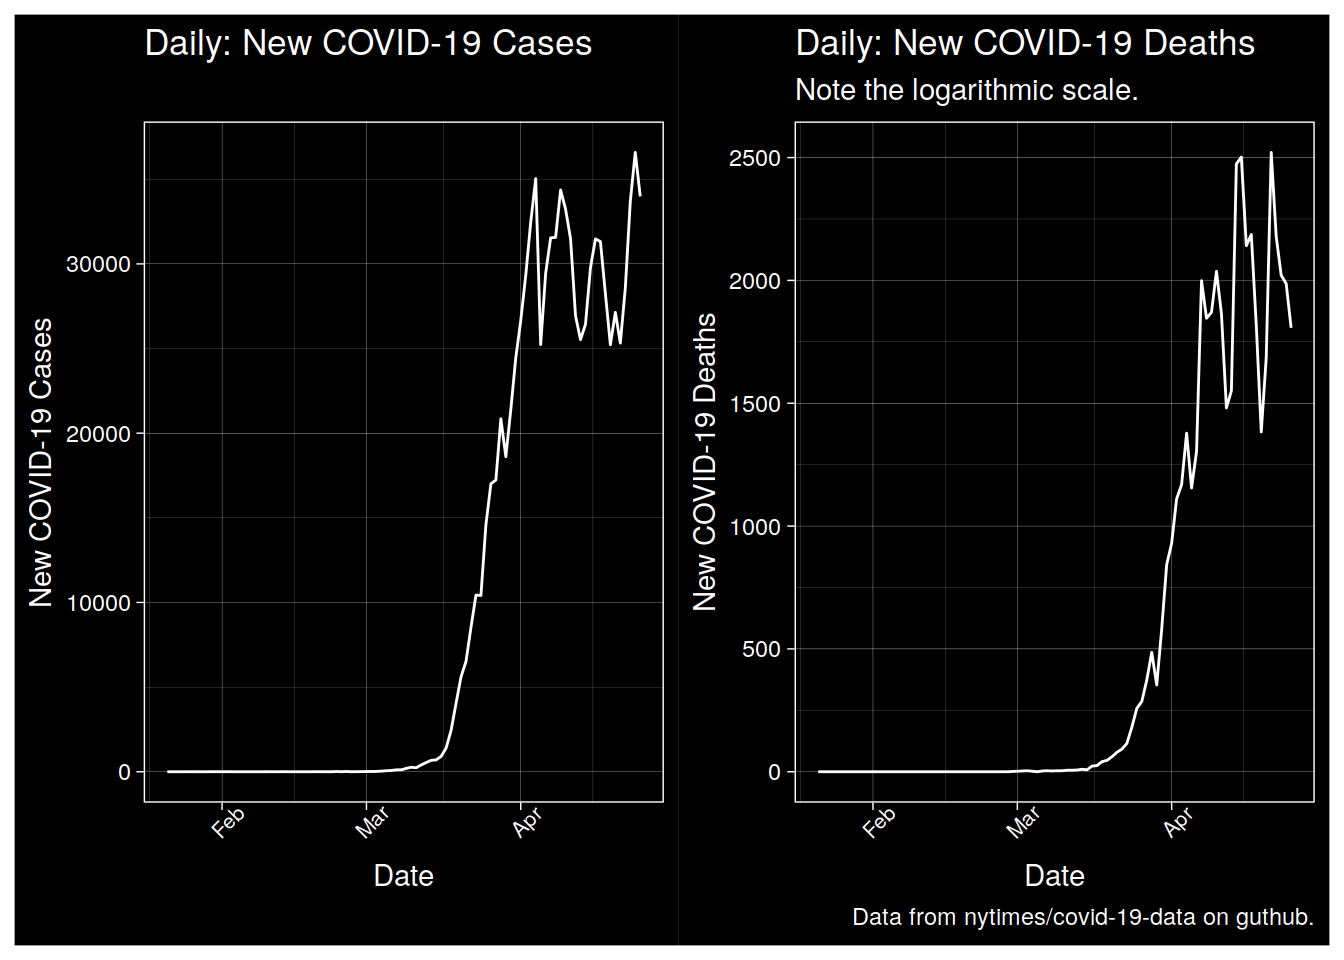 Daily: New COVID-19 Cases
New COVID-19 Cases
30000
20000
10000
0
Feb
Mar
Apr
Date
Daily: New COVID-19 Deaths
Note the logarithmic scale.
New COVID-19 Deaths
2500
2000
1500
1000
500
0
Feb
Mar
Apr
Date
Data from nytimes/covid-19-data on guthub.